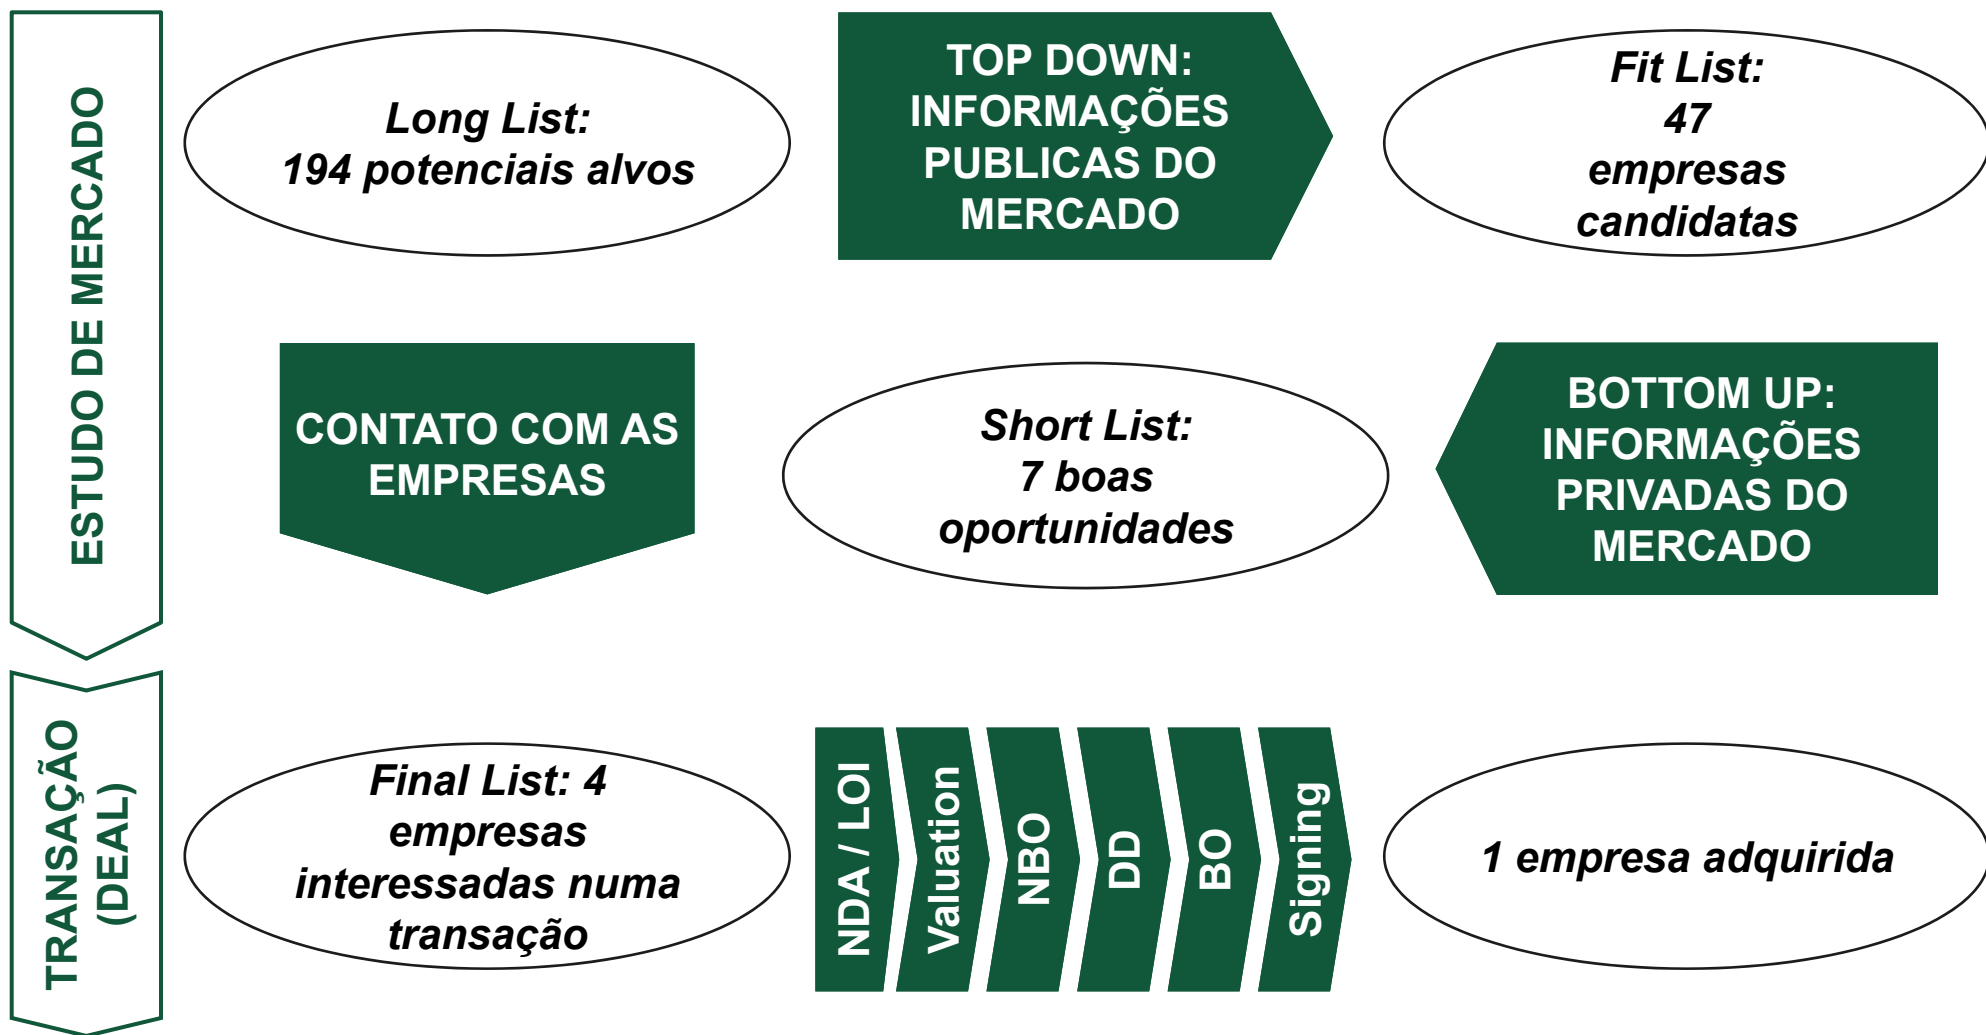 ESTUDO DE MERCADO
Long List:
194 potenciais alvos
TOP DOWN:
INFORMAÇÕES
PUBLICAS DO
MERCADO
Fit List:
47
empresas
candidatas
CONTATO COM AS
EMPRESAS
Short List:
7 boas
oportunidades
BOTTOM UP:
INFORMAÇÕES
PRIVADAS DO
MERCADO
TRANSAÇÃO
(DEAL)
Final List: 4
empresas
interessadas numa
transação
NDA / LOI
Valuation
NBO
DD
BO
Signing
1 empresa adquirida